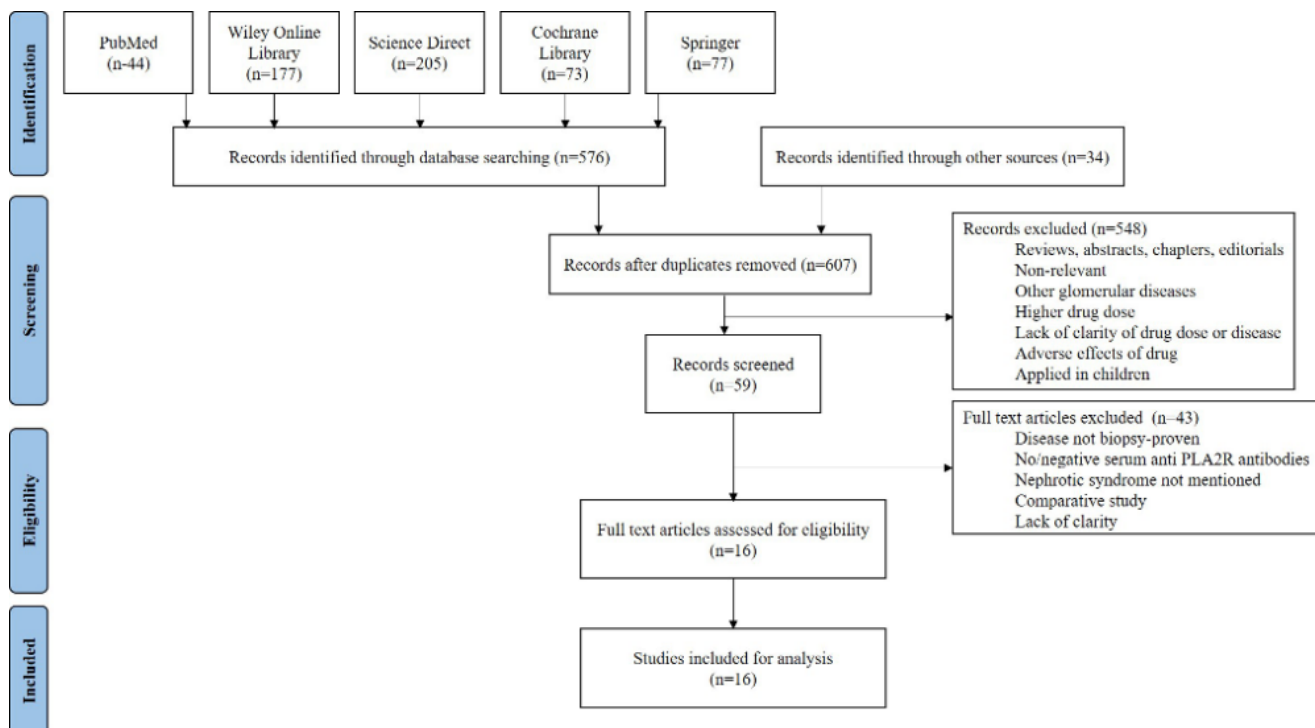 Identification
PubMed
(n-44)
Wiley Online
Library
(n=177)
Science Direct
(n=205)
Cochrane
Library
(n=73)
Springer
(n=77)
Records identified through database searching (n=576)
Records identified through other sources (n=34)
Screening
Records after duplicates removed (n=607)
Records excluded (n=548)
Reviews, abstracts, chapters, editorials
Non-relevant
Other glomerular diseases
Higher drug dose
Lack of clarity of drug dose or disease
Adverse effects of drug
Applied in children
Records screened
(n–59)
Eligibility
Full text articles excluded (n–43)
Disease not biopsy-proven
No/negative serum anti PLA2R antibodies
Nephrotic syndrome not mentioned
Comparative study
Lack of clarity
Full text articles assessed for eligibility
(n=16)
Included
Studies included for analysis
(n=16)